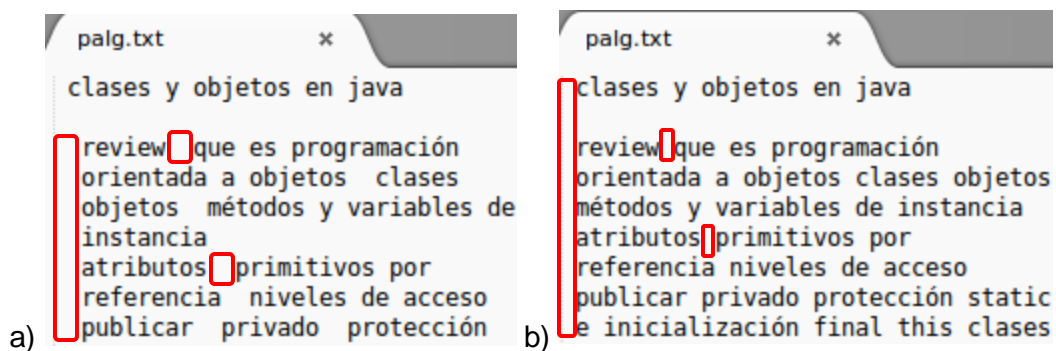 a)
palg.txt ×
clases y objetos en java
review  que es programación
orientada a objetos  clases
objetos  métodos y variables de
instancia
atributos  primitivos por
referencia  niveles de acceso
publicar  privado  protección
b)
palg.txt ×
clases y objetos en java
review que es programación
orientada a objetos clases objetos
métodos y variables de instancia
atributos primitivos por
referencia niveles de acceso
publicar privado protección static
e inicialización final this clases